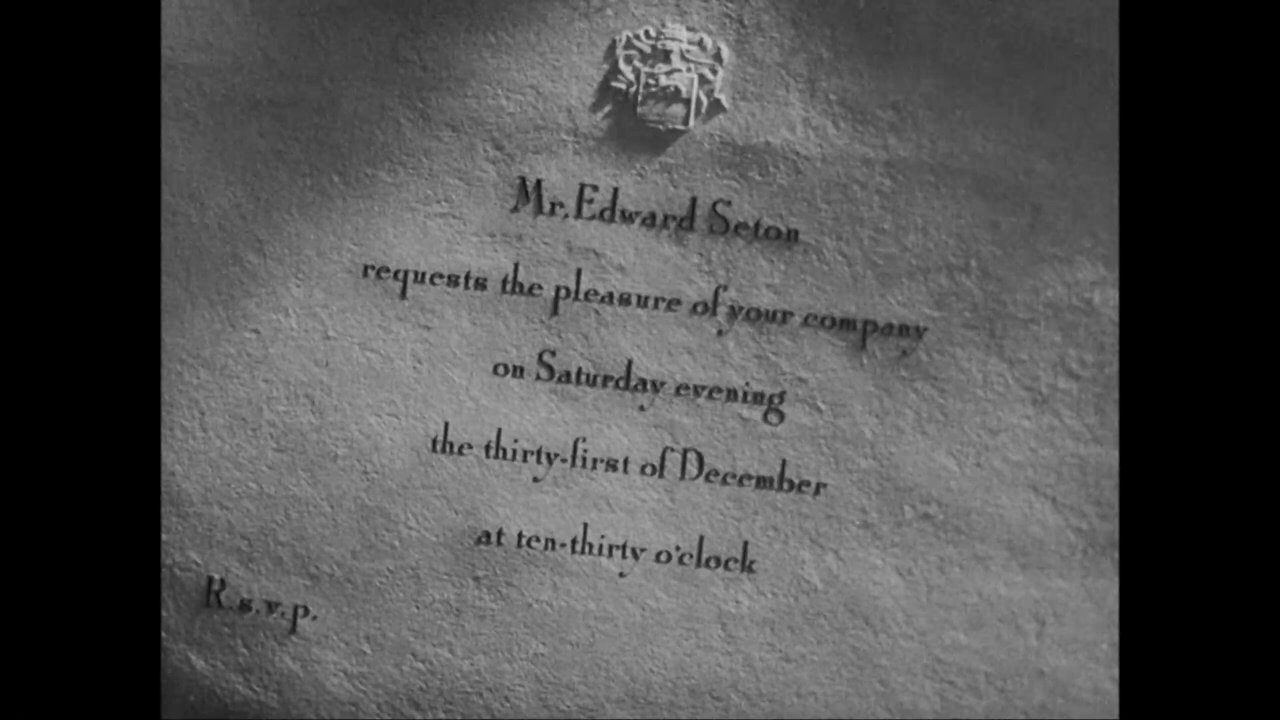 Mr. Edward Seton
requests the pleasure of your company
on Saturday evening
the thirty-first of December
at ten-thirty o'clock
R.s.v.p.